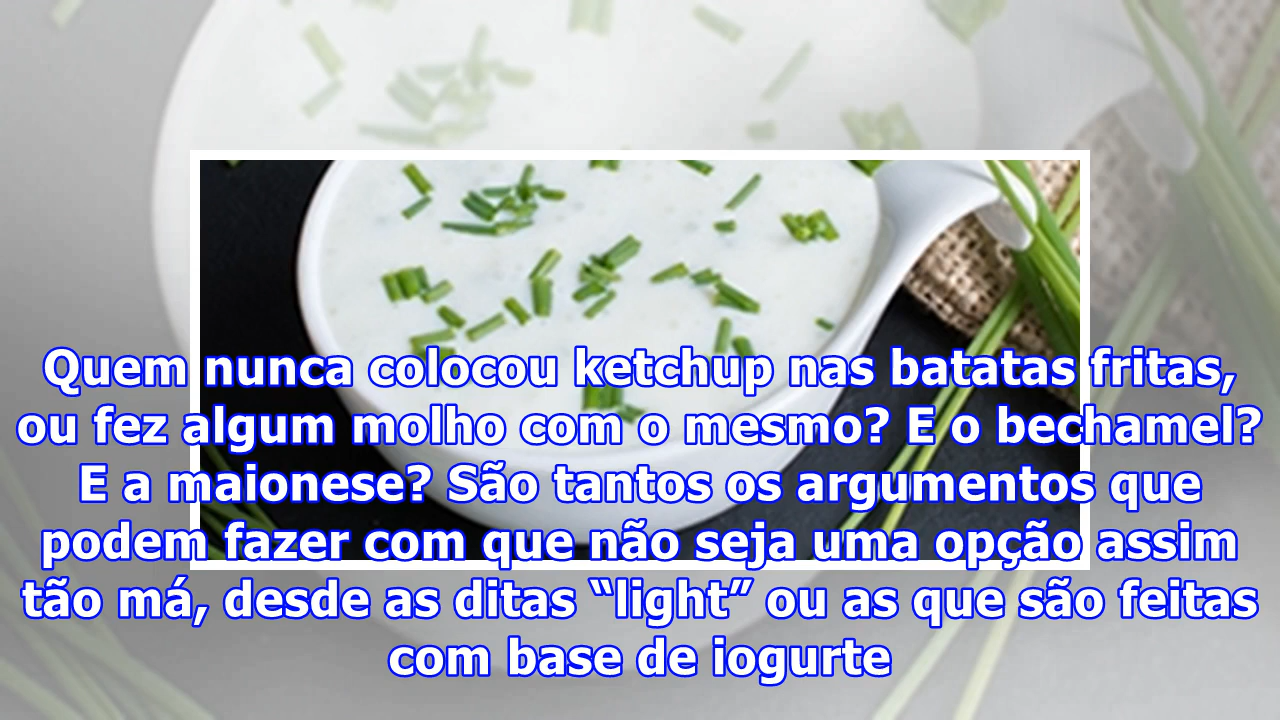 Quem nunca colocou ketchup nas batatas fritas,
ou fez algum molho com o mesmo? E o bechamel?
E a maionese? São tantos os argumentos que
podem fazer com que não seja uma opção assim
tão má, desde as ditas “light” ou as que são feitas
com base de iogurte